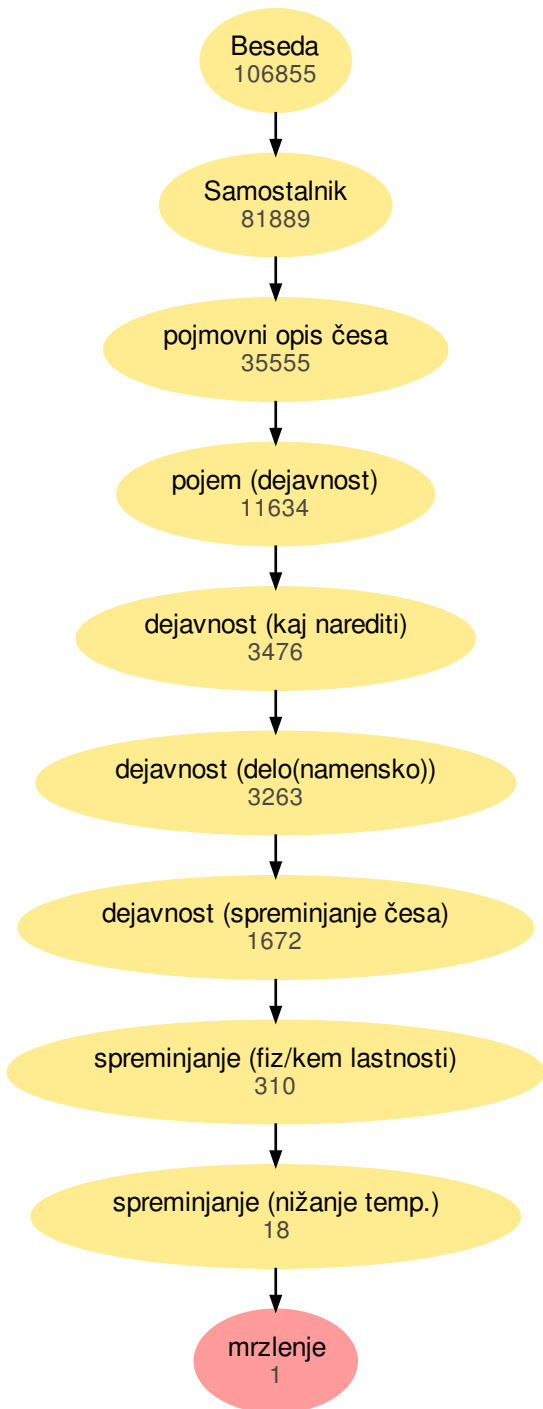 Beseda
106855
Samostalnik
81889
pojmovni opis česa
35555
pojem (dejavnost)
11634
dejavnost (kaj narediti)
3476
dejavnost (delo(namensko))
3263
dejavnost (spreminjanje česa)
1672
spreminjanje (fiz/kem lastnosti)
310
spreminjanje (nižanje temp.)
18
mrzlenje
1